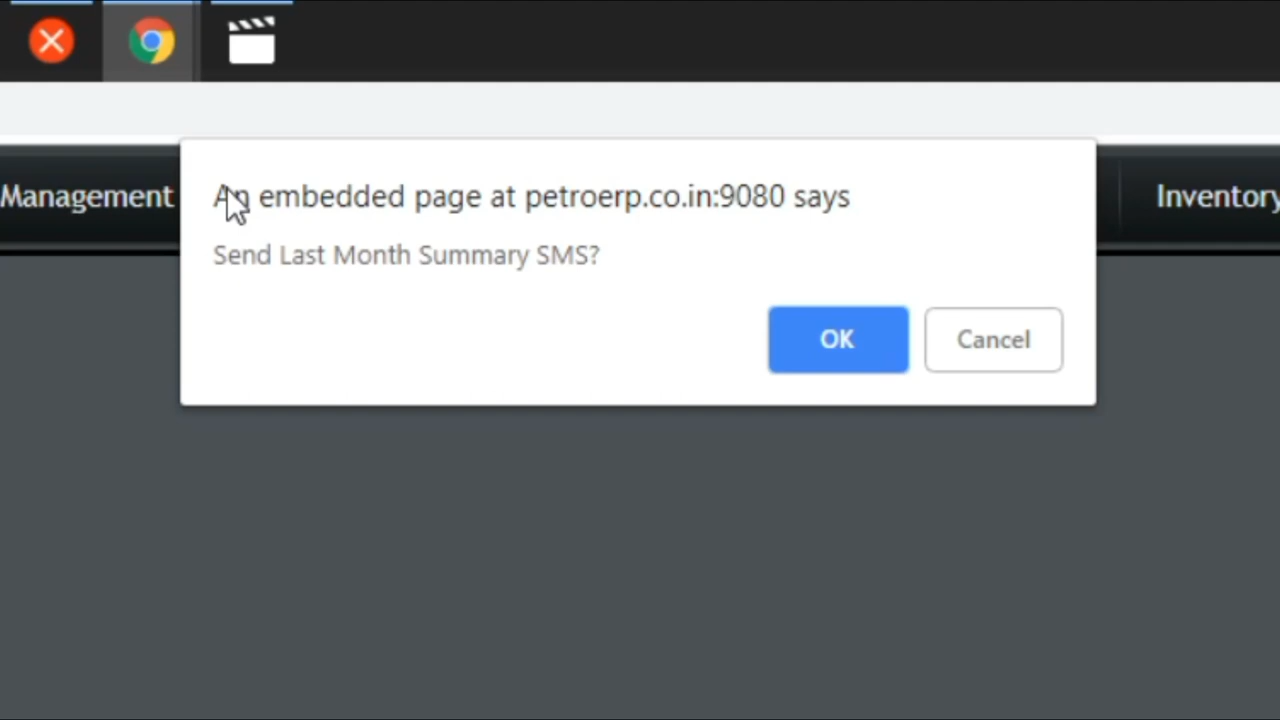 Management
Inventory
An embedded page at petroerp.co.in:9080 says
Send Last Month Summary SMS?
OK
Cancel